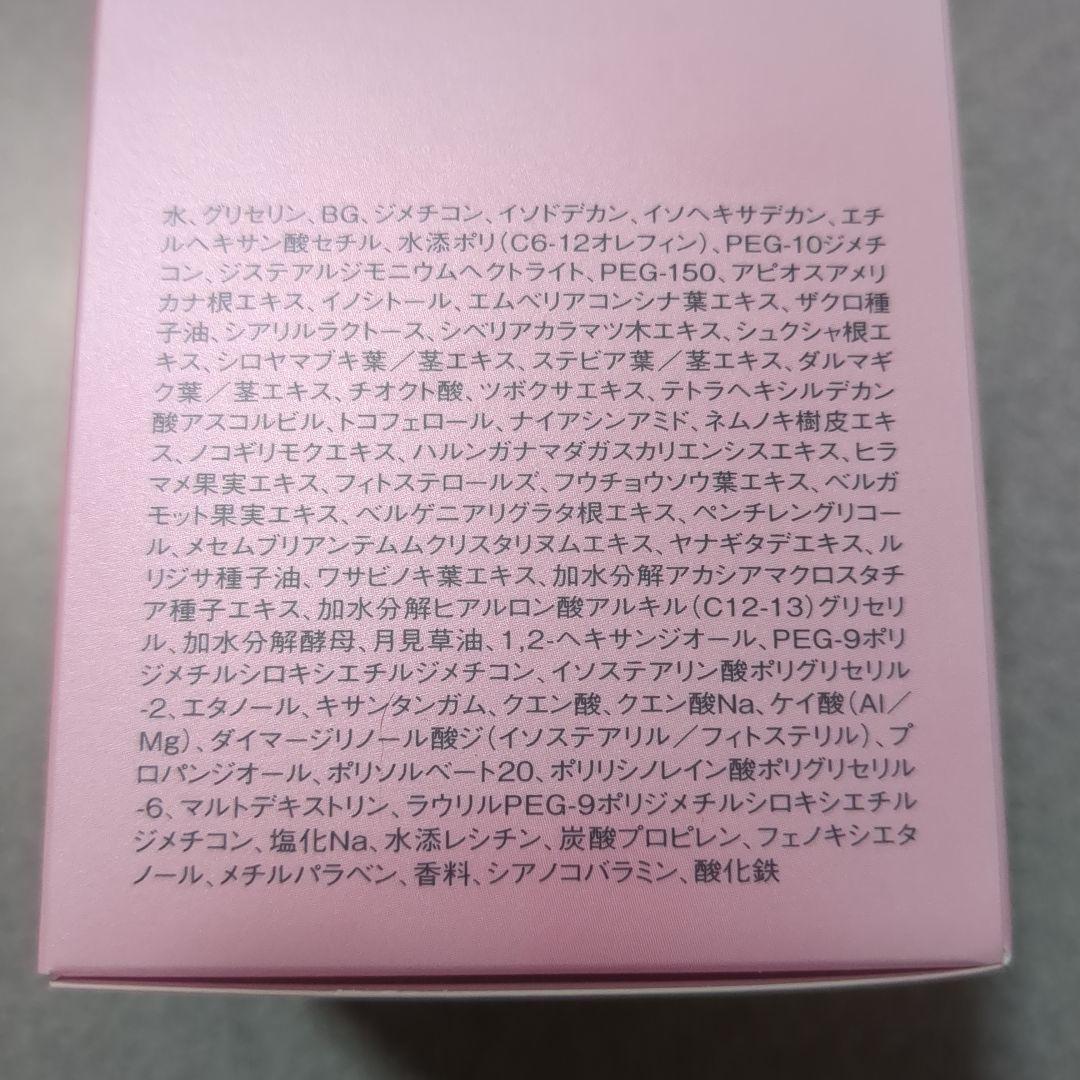 水、グリセリン、BG、ジメチコン、イソドデカン、イソヘキサデカン、エチ
ルヘキサン酸セチル、水添ポリ（C6-12オレフィン）、PEG-10ジメチ
コン、ジステアルジモニウムヘクトライト、PEG-150、アピオスアメリ
カナ根エキス、イノシトール、エムベリアコンシナ葉エキス、ザクロ種
子油、シアリルラクトース、シベリアカラマツ木エキス、シュクシャ根エ
キス、シロヤマブキ葉／茎エキス、ステビア葉／茎エキス、ダルマギ
ク葉／茎エキス、チオクト酸、ツボクサエキス、テトラヘキシルデカン
酸アスコルビル、トコフェロール、ナイアシンアミド、ネムノキ樹皮エキ
ス、ノコギリモクエキス、ハルンガナマダガスカリエンシスエキス、ヒラ
マメ果実エキス、フィトステロールズ、フウチョウソウ葉エキス、ベルガ
モット果実エキス、ベルゲニアリグラタ根エキス、ペンチレングリコー
ル、メセムブリアンテムムクリスタリヌムエキス、ヤナギタデエキス、ル
リジサ種子油、ワサビノキ葉エキス、加水分解アカシアマクロスタチ
ア種子エキス、加水分解ヒアルロン酸アルキル（C12-13）グリセリ
ル、加水分解酵母、月見草油、1,2-ヘキサンジオール、PEG-9ポリ
ジメチルシロキシエチルジメチコン、イソステアリン酸ポリグリセリル
-2、エタノール、キサンタンガム、クエン酸、クエン酸Na、ケイ酸（Al／
Mg）、ダイマージリノール酸ジ（イソステアリル／フィトステリル）、プ
ロパンジオール、ポリソルベート20、ポリリシノレイン酸ポリグリセリル
-6、マルトデキストリン、ラウリルPEG-9ポリジメチルシロキシエチル
ジメチコン、塩化Na、水添レシチン、炭酸プロピレン、フェノキシエタ
ノール、メチルパラベン、香料、シアノコバラミン、酸化鉄